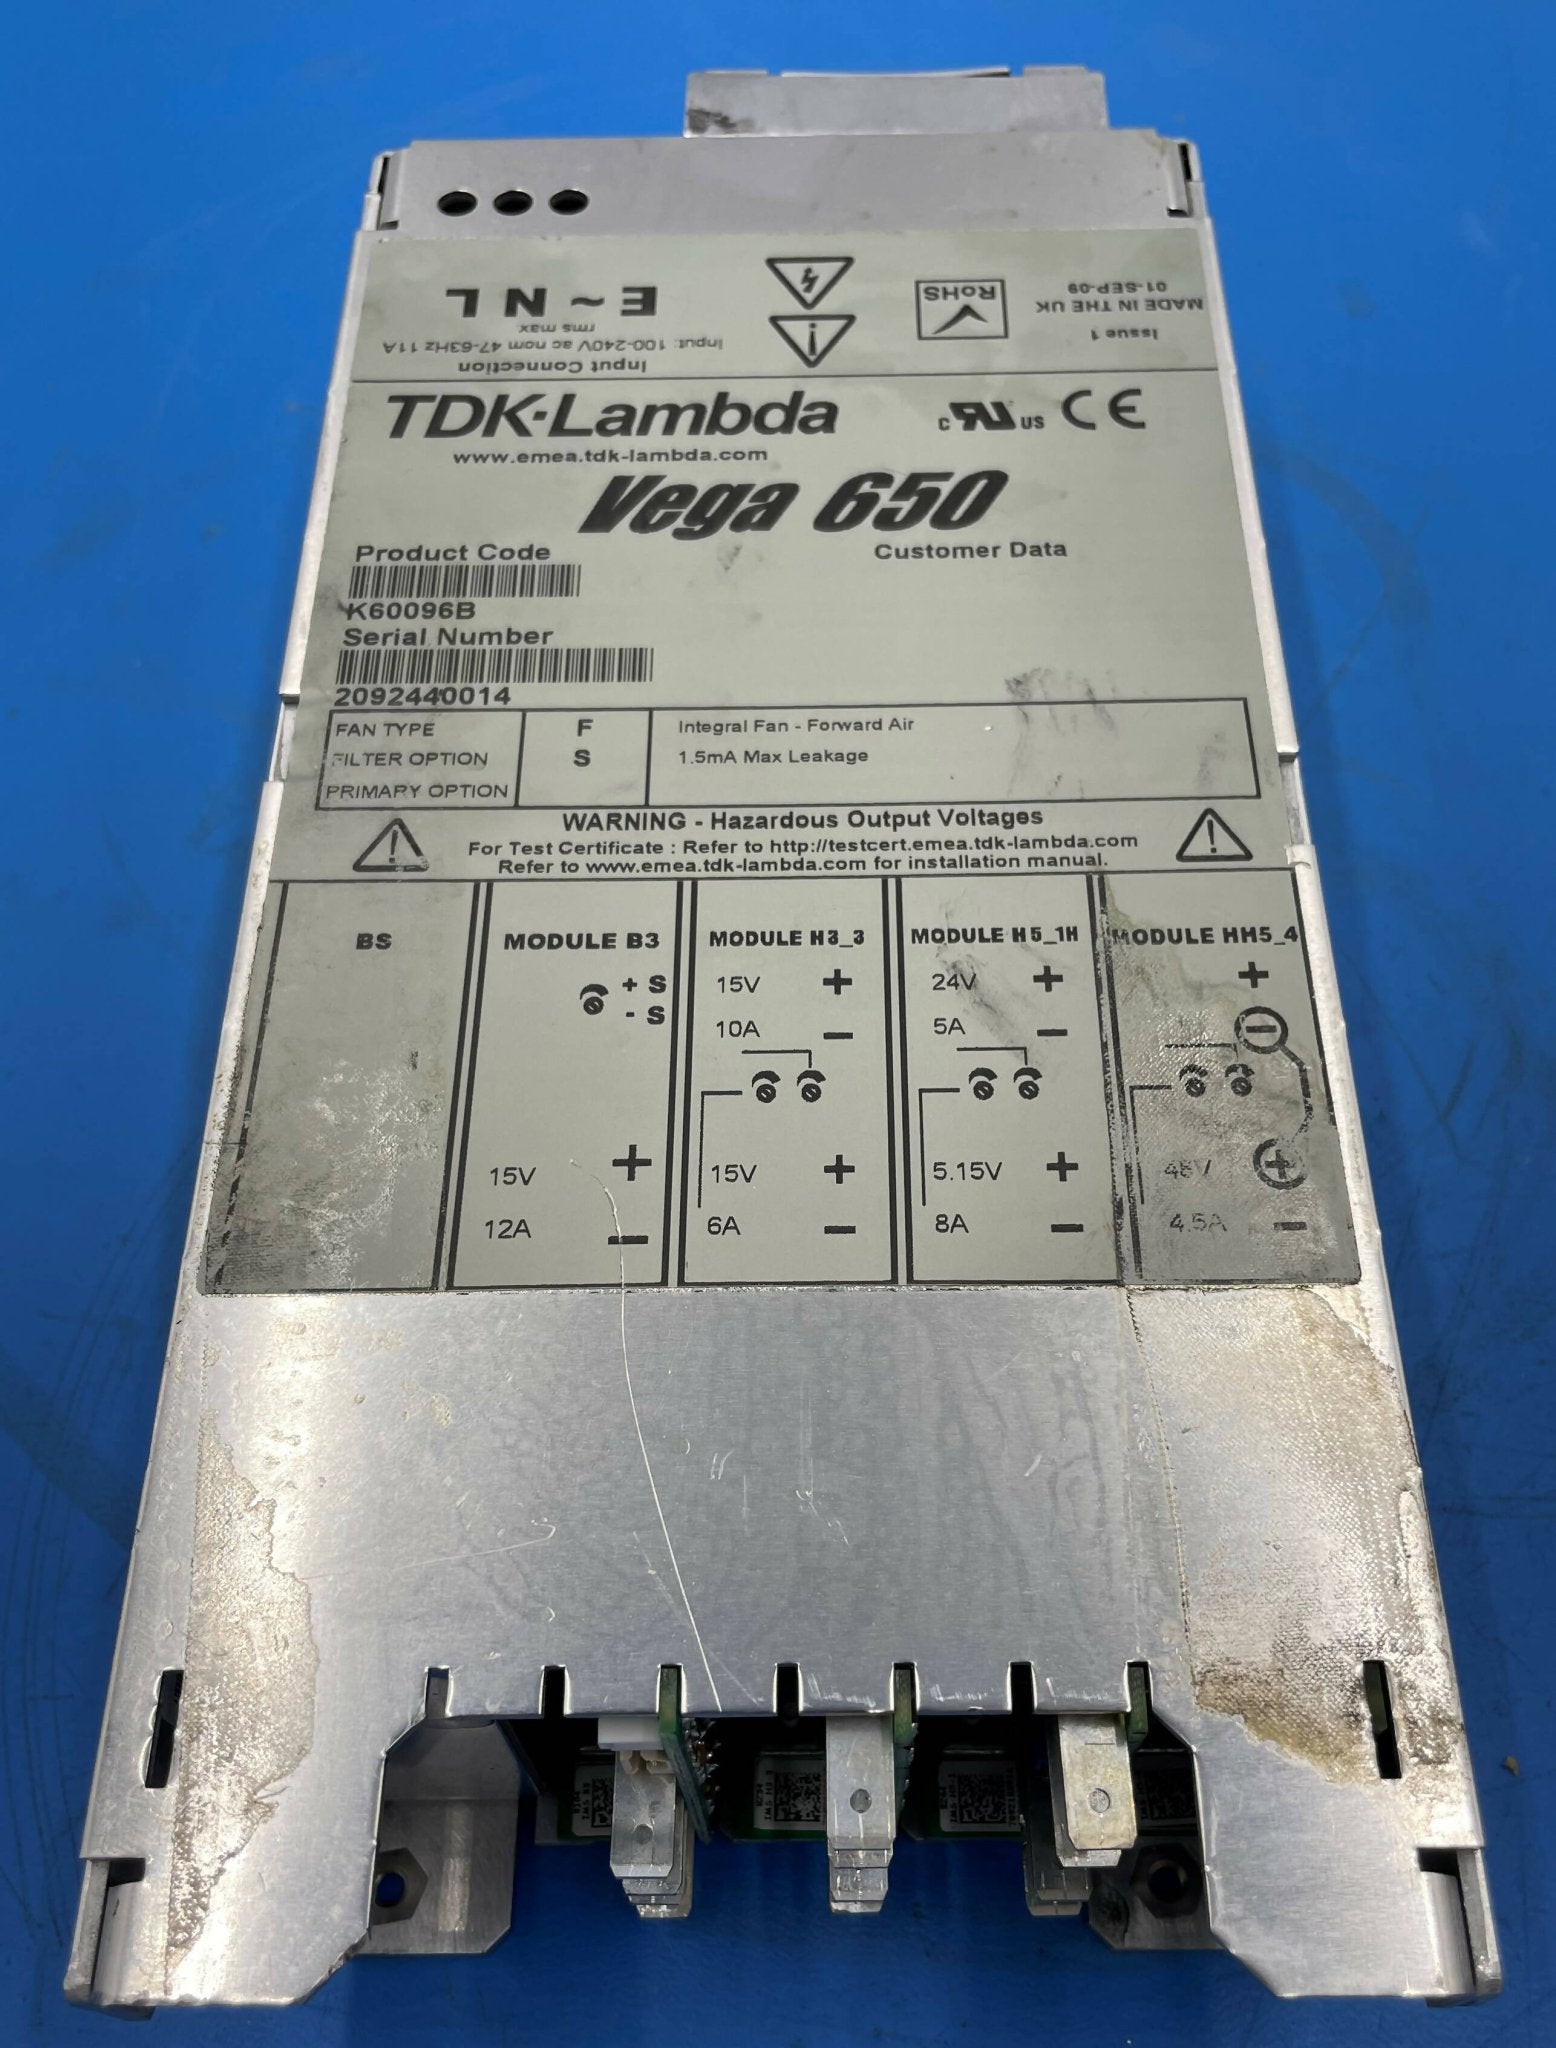 Issue 1
MADE IN THE UK
01-SEP-09
RoHS
Input Connection
Input: 100-240V ac nom 47-63Hz 11A
rms max
E ~ N L
TDK-Lambda
www.emea.tdk-lambda.com
c RU us CE
Vega 650
Product Code
K60096B
Customer Data
Serial Number
2092440014
FAN TYPE F Integral Fan - Forward Air
FILTER OPTION S 1.5mA Max Leakage
PRIMARY OPTION
WARNING - Hazardous Output Voltages
For Test Certificate : Refer to http://testcert.emea.tdk-lambda.com
Refer to www.emea.tdk-lambda.com for installation manual.
BS
MODULE B3
+ S
- S
15V +
12A -
MODULE H3_3
15V +
10A -
15V +
6A -
MODULE H5_1H
24V +
5A -
5.15V +
8A -
MODULE HH5_4
+
-
48V +
4.5A -